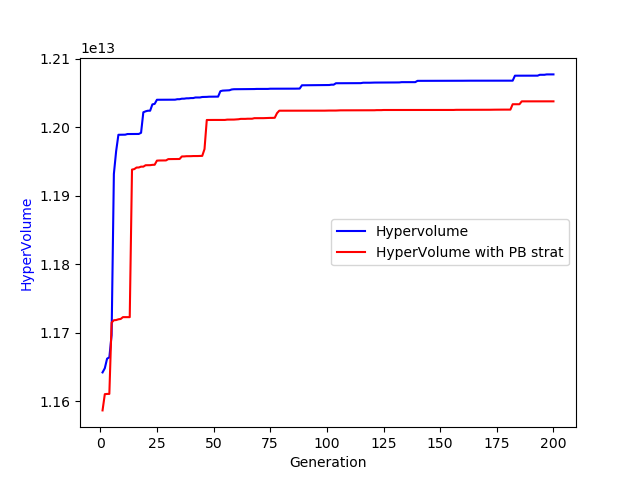 1e13
1.21
1.20
1.19
1.18
1.17
1.16
HyperVolume
Hypervolume
HyperVolume with PB strat
0 25 50 75 100 125 150 175 200
Generation